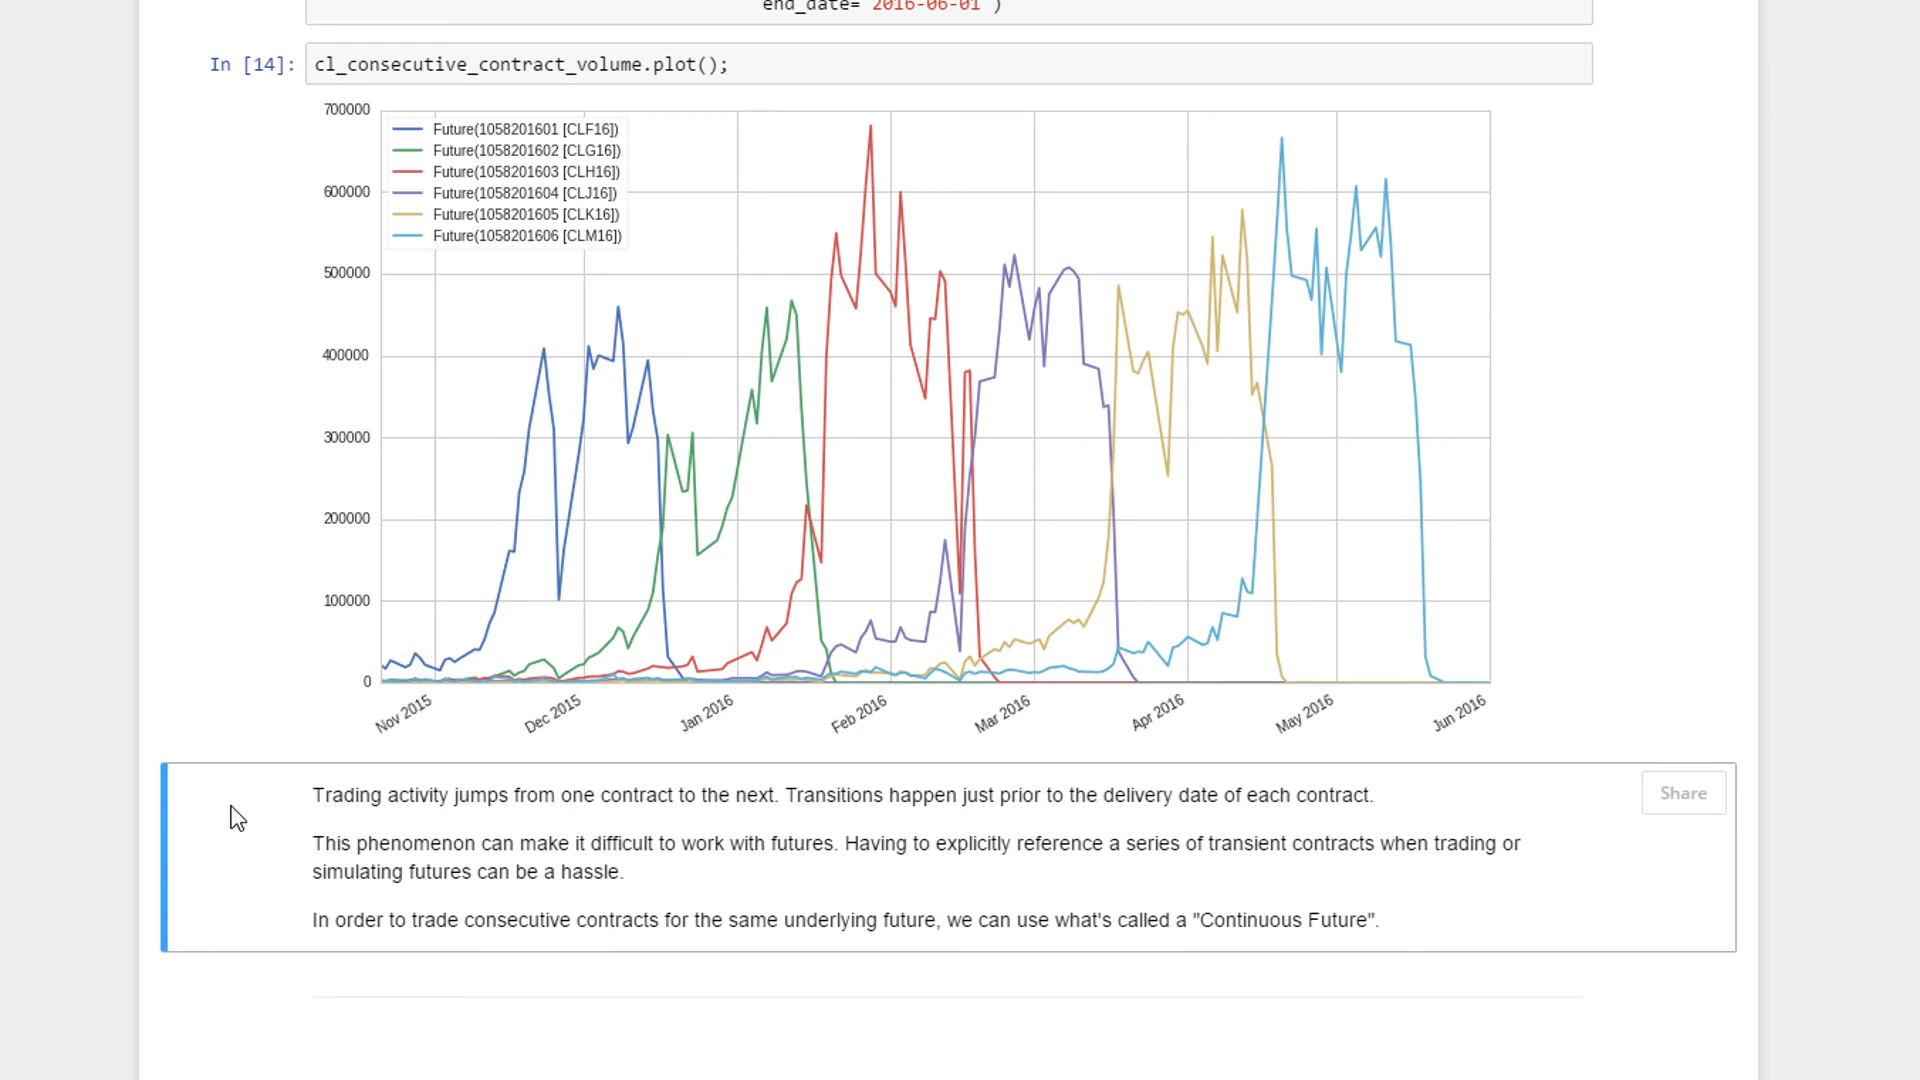 end_date='2016-06-01')
In [14]: cl_consecutive_contract_volume.plot();
700000
600000
500000
400000
300000
200000
100000
0
Future(1058201601 [CLF16])
Future(1058201602 [CLG16])
Future(1058201603 [CLH16])
Future(1058201604 [CLJ16])
Future(1058201605 [CLK16])
Future(1058201606 [CLM16])
Nov 2015
Dec 2015
Jan 2016
Feb 2016
Mar 2016
Apr 2016
May 2016
Jun 2016
Trading activity jumps from one contract to the next. Transitions happen just prior to the delivery date of each contract.
Share
This phenomenon can make it difficult to work with futures. Having to explicitly reference a series of transient contracts when trading or
simulating futures can be a hassle.
In order to trade consecutive contracts for the same underlying future, we can use what's called a "Continuous Future".